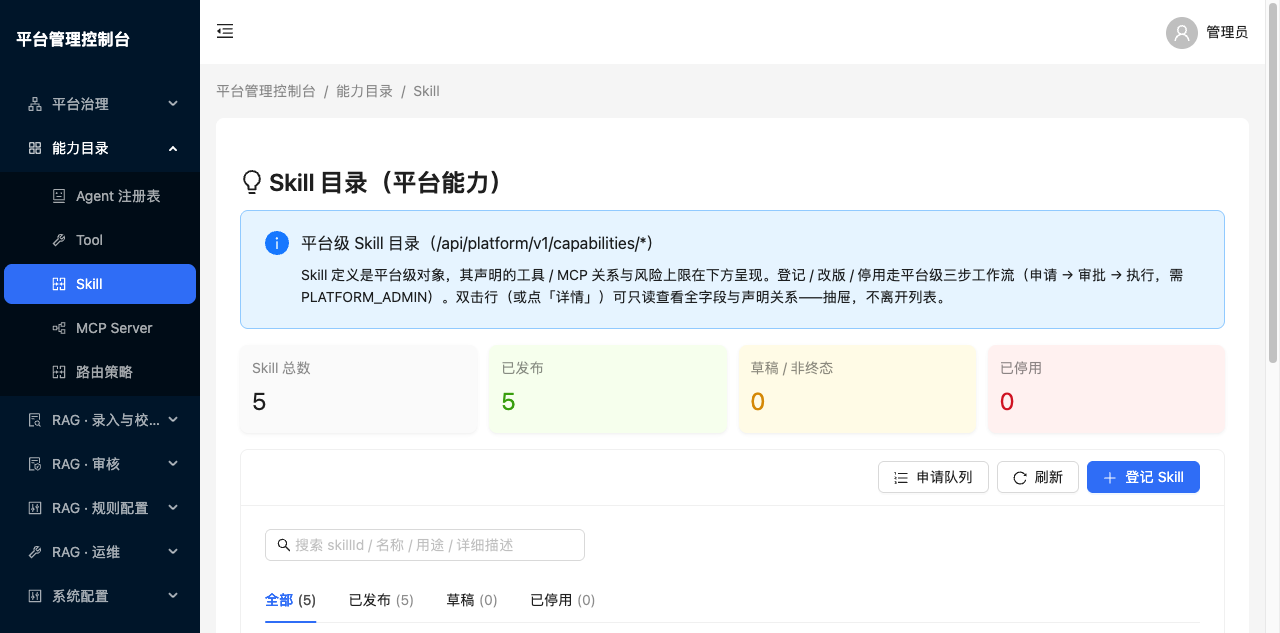 平台管理控制台
管理员
平台治理
能力目录
Agent 注册表
Tool
Skill
MCP Server
路由策略
RAG · 录入与校...
RAG · 审核
RAG · 规则配置
RAG · 运维
系统配置
平台管理控制台 / 能力目录 / Skill
Skill 目录（平台能力）
平台级 Skill 目录（/api/platform/v1/capabilities/*）
Skill 定义是平台级对象，其声明的工具 / MCP 关系与风险上限在下方呈现。登记 / 改版 / 停用走平台级三步工作流（申请 → 审批 → 执行，需
PLATFORM_ADMIN）。双击行（或点「详情」）可只读查看全字段与声明关系——抽屉，不离开列表。
Skill 总数
5
已发布
5
草稿 / 非终态
0
已停用
0
申请队列
刷新
登记 Skill
搜索 skillId / 名称 / 用途 / 详细描述
全部 (5) 已发布 (5) 草稿 (0) 已停用 (0)